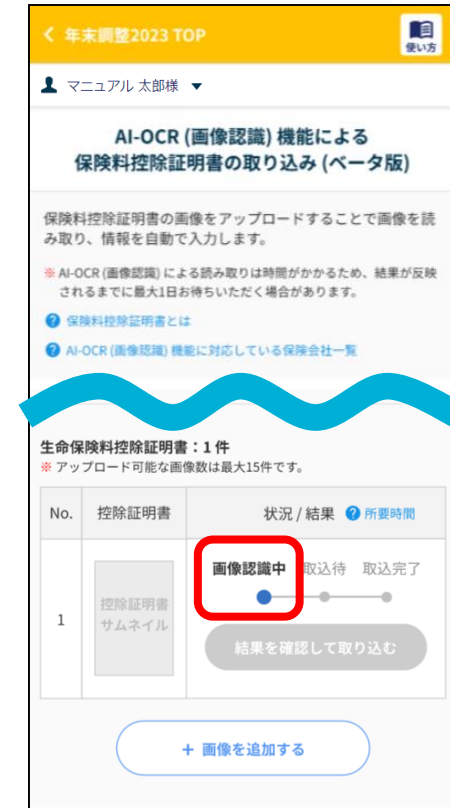 年末調整2023 TOP
使い方
マニュアル 太郎様
AI-OCR (画像認識) 機能による
保険料控除証明書の取り込み (ベータ版)
保険料控除証明書の画像をアップロードすることで画像を読
み取り、情報を自動で入力します。
※ AI-OCR (画像認識) による読み取りは時間がかかるため、結果が反映
されるまでに最大1日お待ちいただく場合があります。
? 保険料控除証明書とは
? AI-OCR (画像認識) 機能に対応している保険会社一覧
生命保険料控除証明書：1 件
※ アップロード可能な画像数は最大15件です。
No. 控除証明書 状況 / 結果 ? 所要時間
画像認識中 取込待 取込完了
1 控除証明書
サムネイル
結果を確認して取り込む
+ 画像を追加する